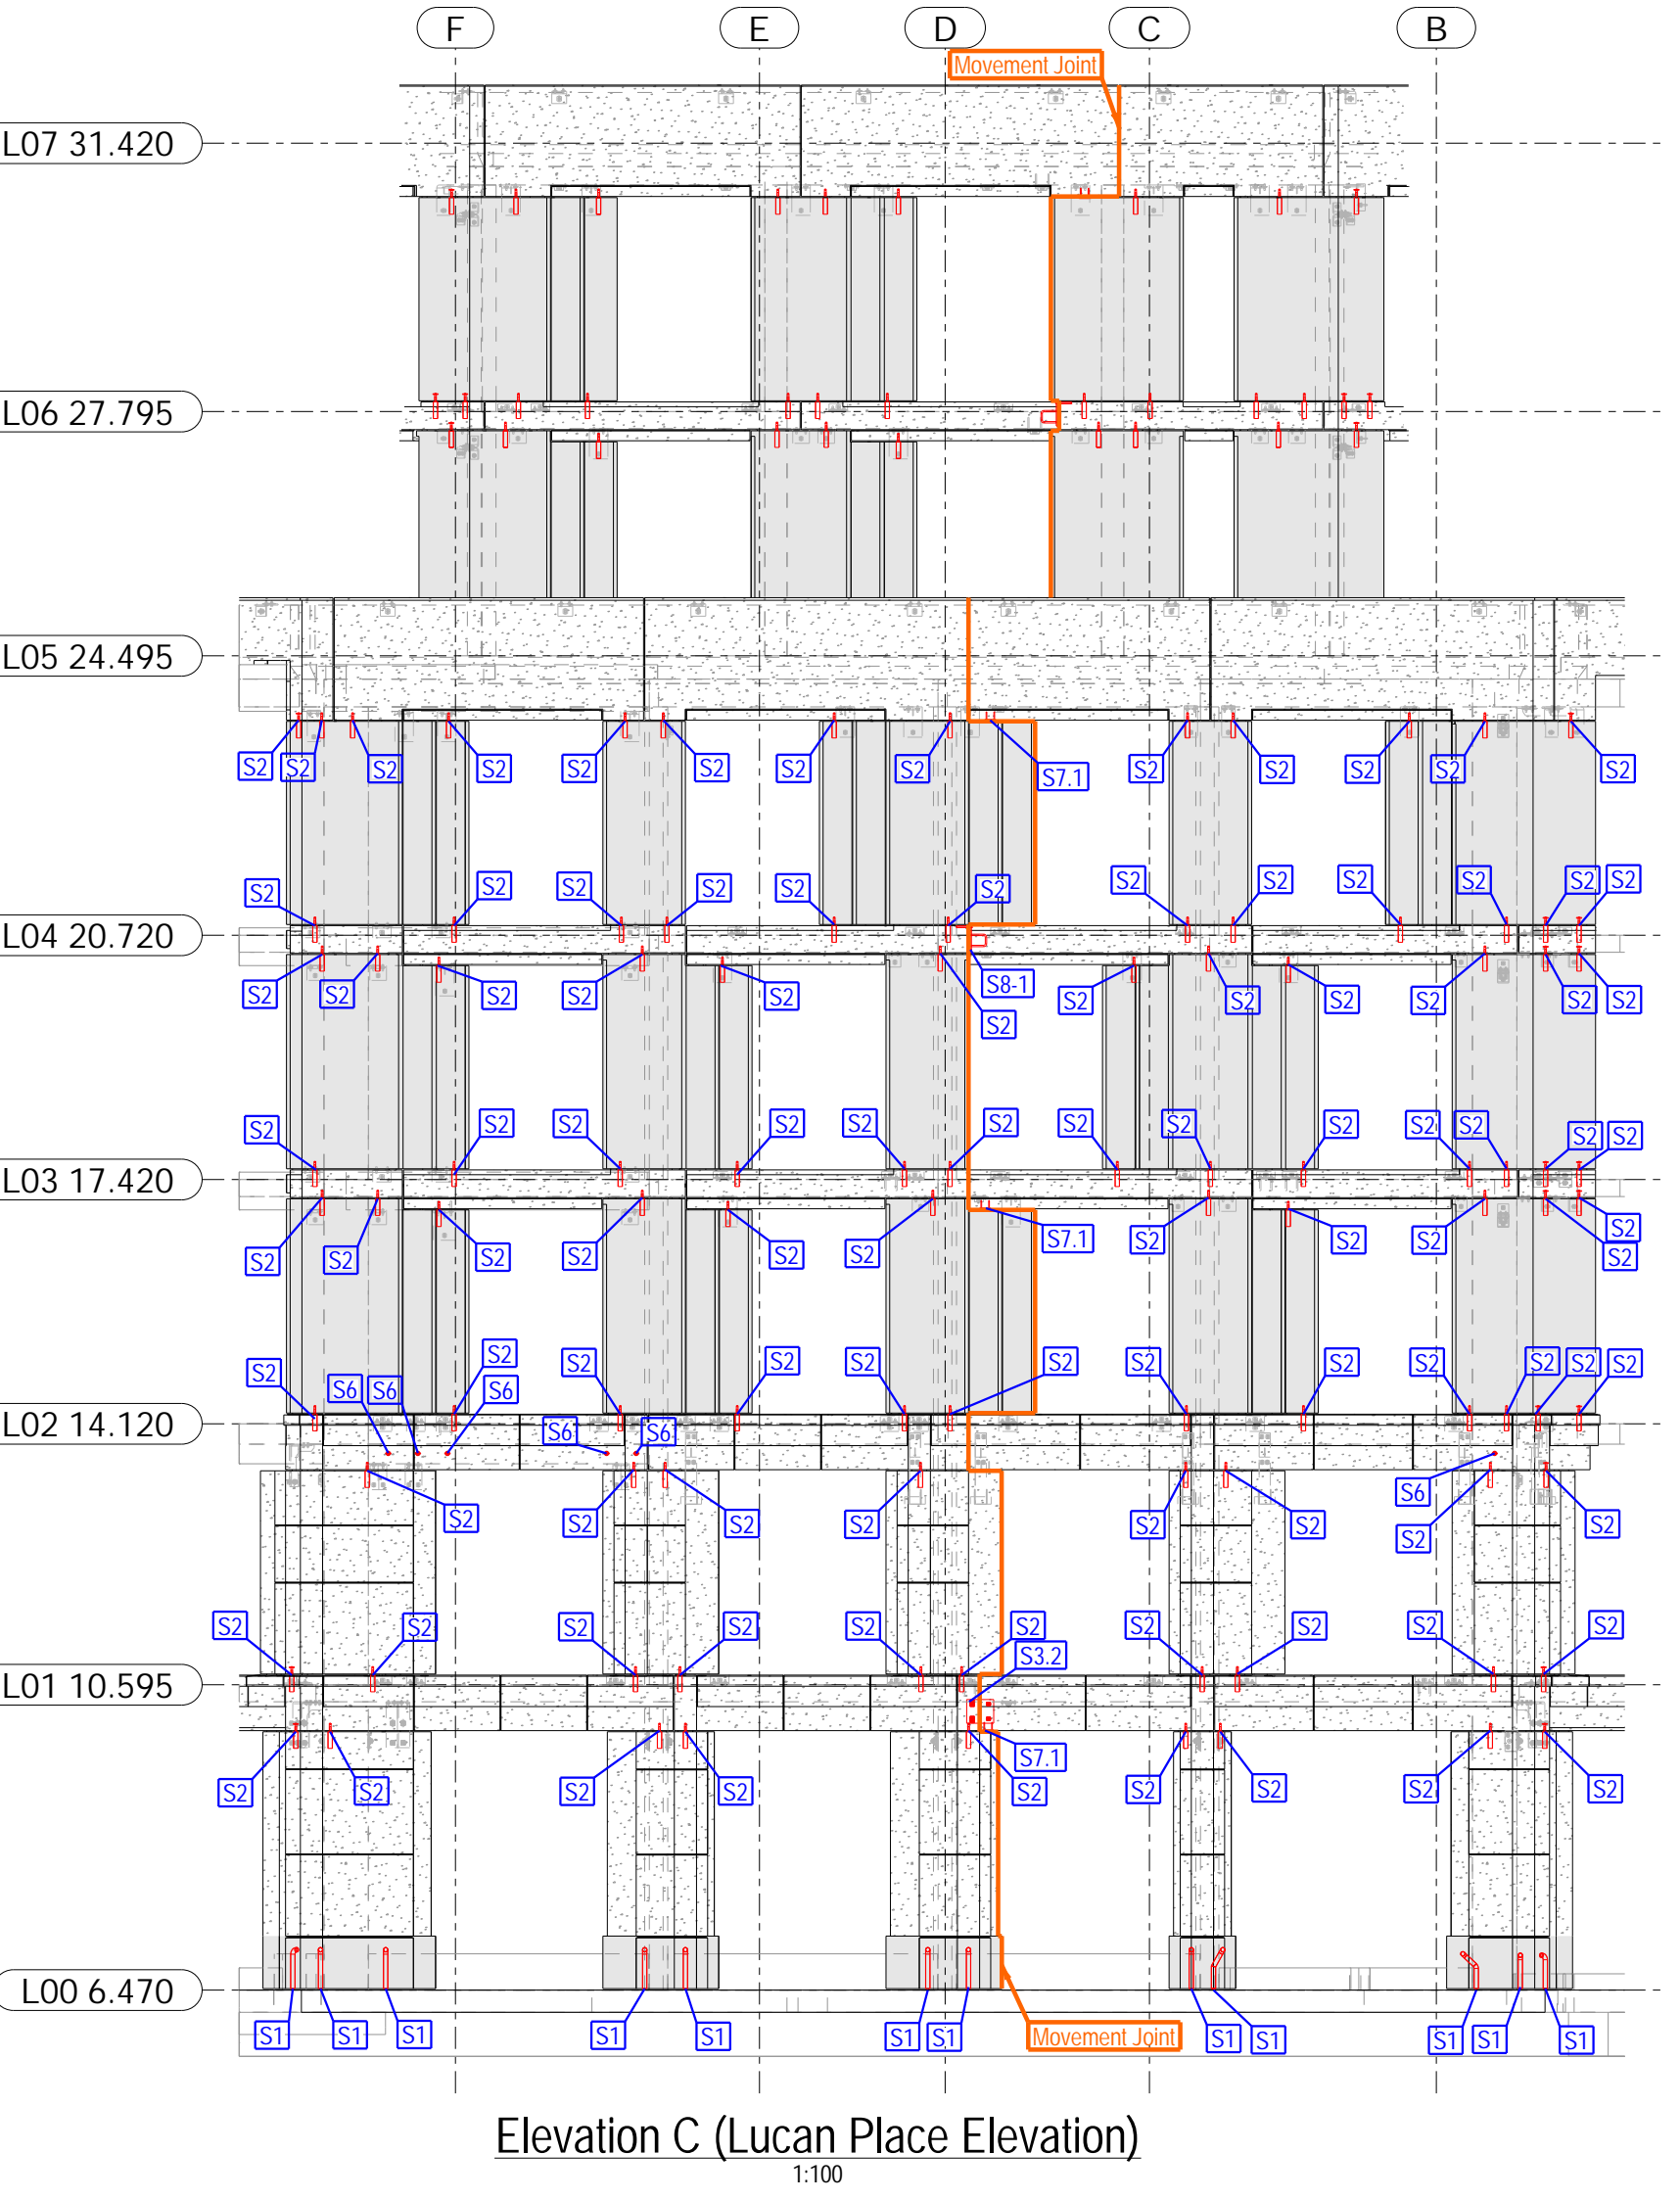 F E D C B
Movement Joint
L07 31.420
L06 27.795
L05 24.495
S2 S2 S2 S2 S2 S2 S2 S2 S7.1 S2 S2 S2 S2 S2
S2 S2 S2 S2 S2 S2 S2 S2 S2 S2 S2 S2
L04 20.720
S2 S2 S2 S2 S2 S8-1 S2 S2 S2 S2 S2 S2 S2
S2 S2 S2 S2 S2 S2 S2 S2 S2 S2 S2 S2 S2
L03 17.420
S2 S2 S2 S2 S2 S2 S7.1 S2 S2 S2 S2 S2
S2 S6 S6 S2 S6 S2 S2 S2 S2 S2 S2 S2 S2 S2 S2
L02 14.120
S6 S6 S6
S2 S2 S2 S2 S2 S2 S2 S2
S2 S2 S2 S2 S2 S2 S2 S2 S2 S2
S3.2
L01 10.595
S7.1
S2 S2 S2 S2 S2 S2 S2 S2 S2
L00 6.470
S1 S1 S1 S1 S1 S1 S1 S1 S1 S1 S1 S1
Movement Joint
Elevation C (Lucan Place Elevation)
1:100